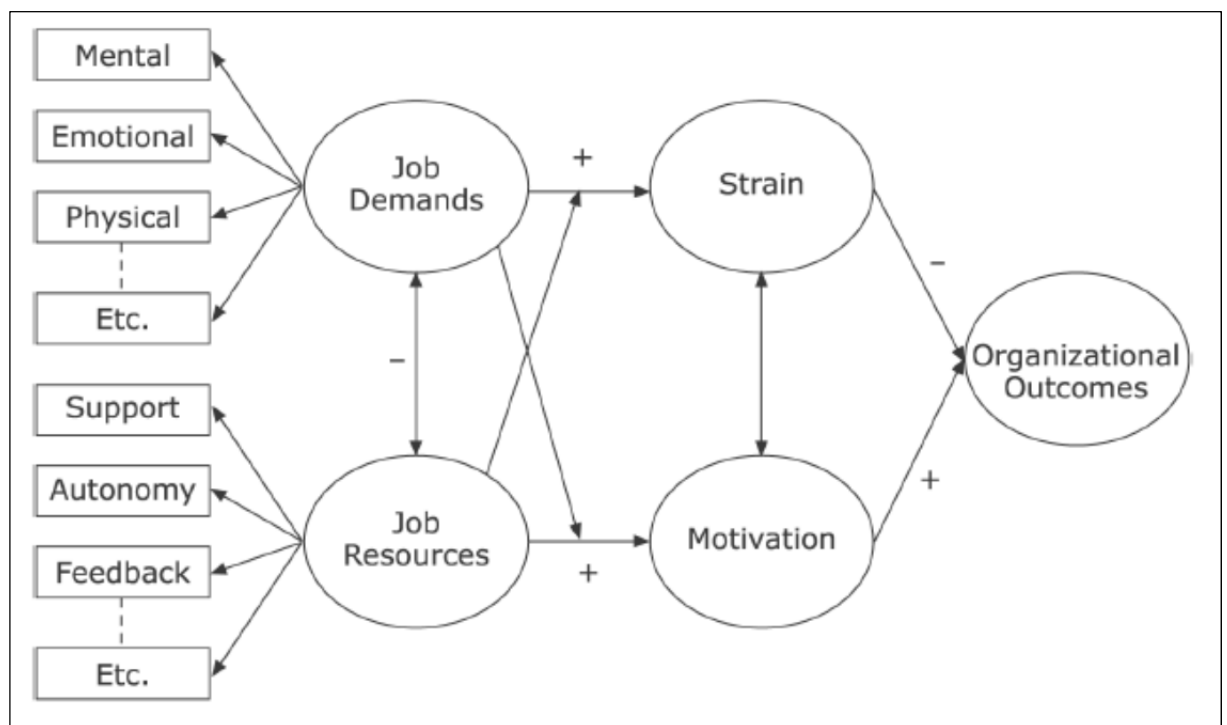 Mental
Emotional
Physical
Etc.
Support
Autonomy
Feedback
Etc.
Job
Demands
–
Job
Resources
+
+
Strain
Motivation
–
+
Organizational
Outcomes